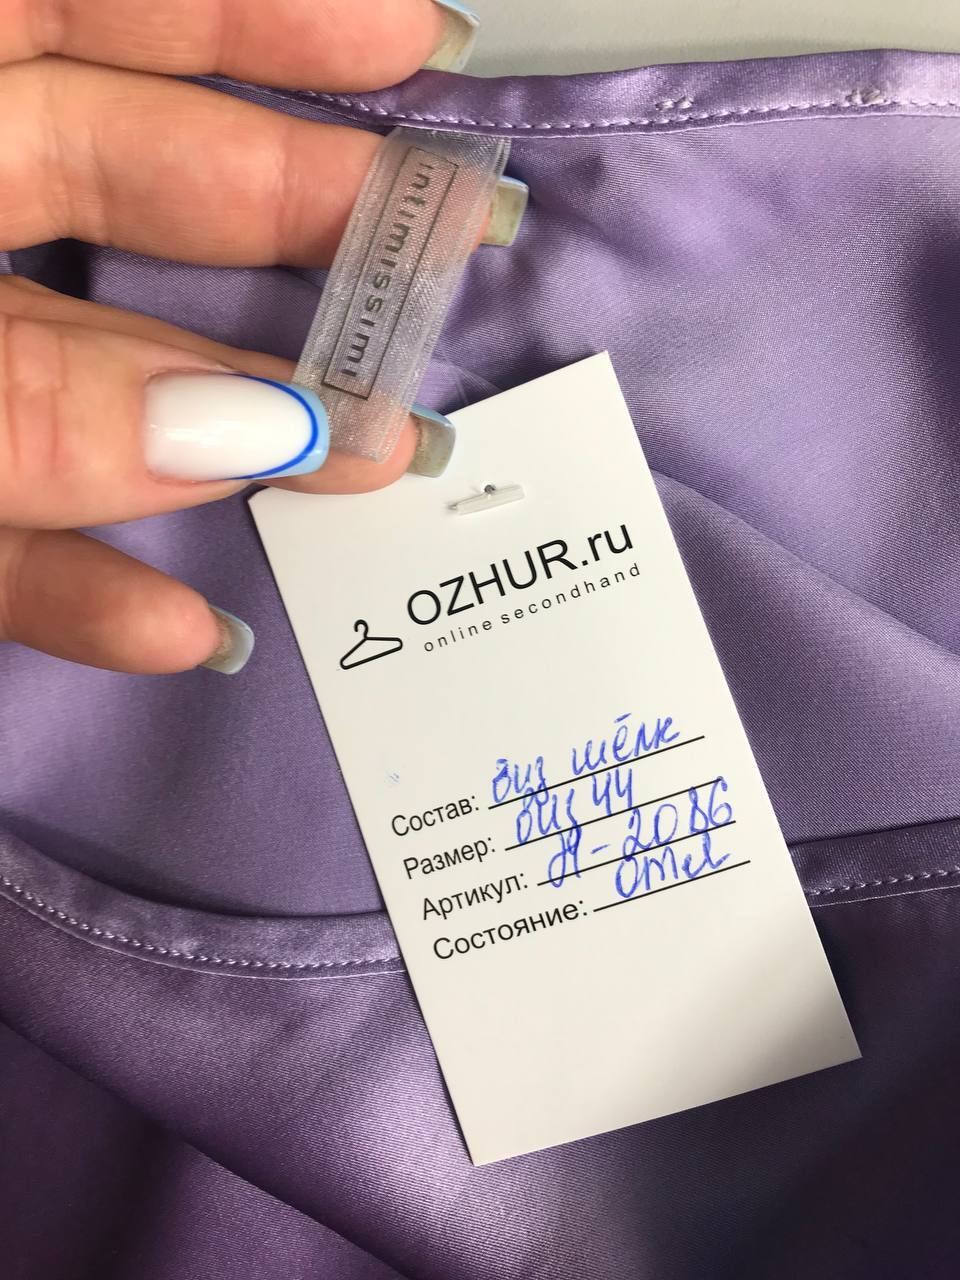 intimissimi
OZHUR.ru
online secondhand
Состав: Виз шёлк
Размер: Виз 44
Артикул: И-2086
Состояние: отл